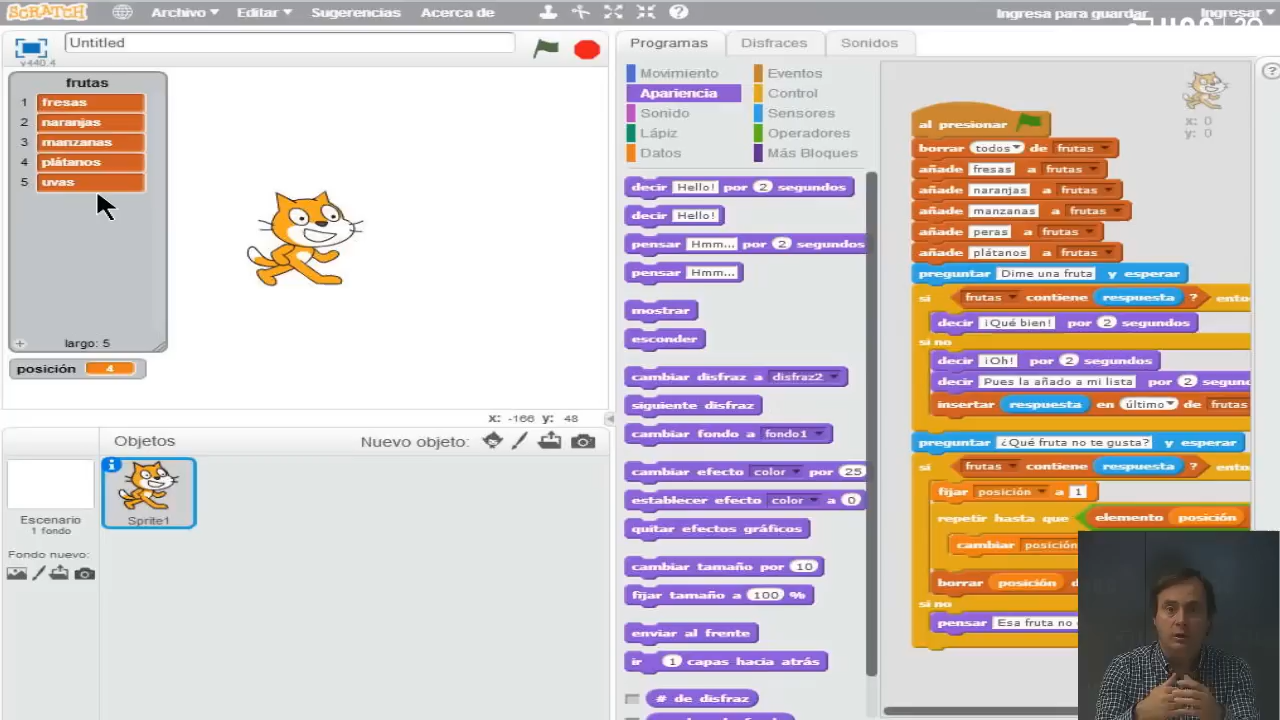 SCRATCH Archivo Editar Sugerencias Acerca de Ingresa para guardar Ingresar
v440.4
Untitled
frutas
1 fresas
2 naranjas
3 manzanas
4 plátanos
5 uvas
+ largo: 5
posición 4
x: -166 y: 48
Objetos Nuevo objeto:
Escenario
1 fondo
Fondo nuevo:
Sprite1
Programas Disfraces Sonidos
Movimiento Eventos
Apariencia Control
Sonido Sensores
Lápiz Operadores
Datos Más Bloques
decir Hello! por 2 segundos
decir Hello!
pensar Hmm... por 2 segundos
pensar Hmm...
mostrar
esconder
cambiar disfraz a disfraz2
siguiente disfraz
cambiar fondo a fondo1
cambiar efecto color por 25
establecer efecto color a 0
quitar efectos gráficos
cambiar tamaño por 10
fijar tamaño a 100 %
enviar al frente
ir 1 capas hacia atrás
# de disfraz
x: 0
y: 0
al presionar
borrar todos de frutas
añade fresas a frutas
añade naranjas a frutas
añade manzanas a frutas
añade peras a frutas
añade plátanos a frutas
preguntar Dime una fruta y esperar
si frutas contiene respuesta ? ento
decir ¡Qué bien! por 2 segundos
si no
decir ¡Oh! por 2 segundos
decir Pues la añado a mi lista por 2 segun
insertar respuesta en último de frutas
preguntar ¿Qué fruta no te gusta? y esperar
si frutas contiene respuesta ? ento
fijar posición a 1
repetir hasta que elemento posición
cambiar posición
borrar posición d
si no
pensar Esa fruta no